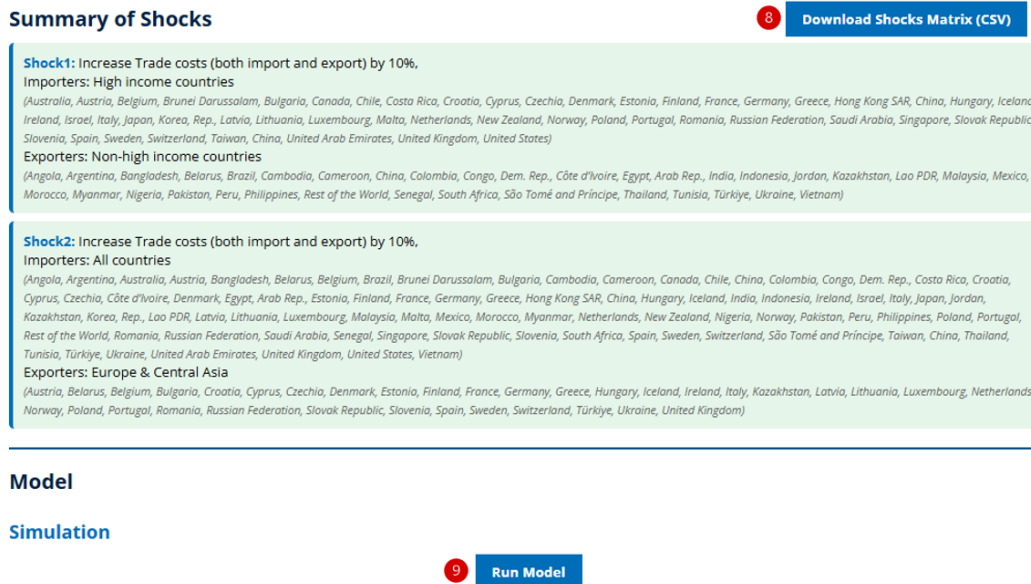 Summary of Shocks
8
Download Shocks Matrix (CSV)
Shock1: Increase Trade costs (both import and export) by 10%,
Importers: High income countries
(Australia, Austria, Belgium, Brunei Darussalam, Bulgaria, Canada, Chile, Costa Rica, Croatia, Cyprus, Czechia, Denmark, Estonia, Finland, France, Germany, Greece, Hong Kong SAR, China, Hungary, Iceland
Ireland, Israel, Italy, Japan, Korea, Rep., Latvia, Lithuania, Luxembourg, Malta, Netherlands, New Zealand, Norway, Poland, Portugal, Romania, Russian Federation, Saudi Arabia, Singapore, Slovak Republic
Slovenia, Spain, Sweden, Switzerland, Taiwan, China, United Arab Emirates, United Kingdom, United States)
Exporters: Non-high income countries
(Angola, Argentina, Bangladesh, Belarus, Brazil, Cambodia, Cameroon, China, Colombia, Congo, Dem. Rep., Côte d'Ivoire, Egypt, Arab Rep., India, Indonesia, Jordan, Kazakhstan, Lao PDR, Malaysia, Mexico,
Morocco, Myanmar, Nigeria, Pakistan, Peru, Philippines, Rest of the World, Senegal, South Africa, São Tomé and Príncipe, Thailand, Tunisia, Türkiye, Ukraine, Vietnam)
Shock2: Increase Trade costs (both import and export) by 10%,
Importers: All countries
(Angola, Argentina, Australia, Austria, Bangladesh, Belarus, Belgium, Brazil, Brunei Darussalam, Bulgaria, Cambodia, Cameroon, Canada, Chile, China, Colombia, Congo, Dem. Rep., Costa Rica, Croatia,
Cyprus, Czechia, Côte d'Ivoire, Denmark, Egypt, Arab Rep., Estonia, Finland, France, Germany, Greece, Hong Kong SAR, China, Hungary, Iceland, India, Indonesia, Ireland, Israel, Italy, Japan, Jordan,
Kazakhstan, Korea, Rep., Lao PDR, Latvia, Lithuania, Luxembourg, Malaysia, Malta, Mexico, Morocco, Myanmar, Netherlands, New Zealand, Nigeria, Norway, Pakistan, Peru, Philippines, Poland, Portugal,
Rest of the World, Romania, Russian Federation, Saudi Arabia, Senegal, Singapore, Slovak Republic, Slovenia, South Africa, Spain, Sweden, Switzerland, São Tomé and Príncipe, Taiwan, China, Thailand,
Tunisia, Türkiye, Ukraine, United Arab Emirates, United Kingdom, United States, Vietnam)
Exporters: Europe & Central Asia
(Austria, Belarus, Belgium, Bulgaria, Croatia, Cyprus, Czechia, Denmark, Estonia, Finland, France, Germany, Greece, Hungary, Iceland, Ireland, Italy, Kazakhstan, Latvia, Lithuania, Luxembourg, Netherlands
Norway, Poland, Portugal, Romania, Russian Federation, Slovak Republic, Slovenia, Spain, Sweden, Switzerland, Türkiye, Ukraine, United Kingdom)
Model
Simulation
9
Run Model